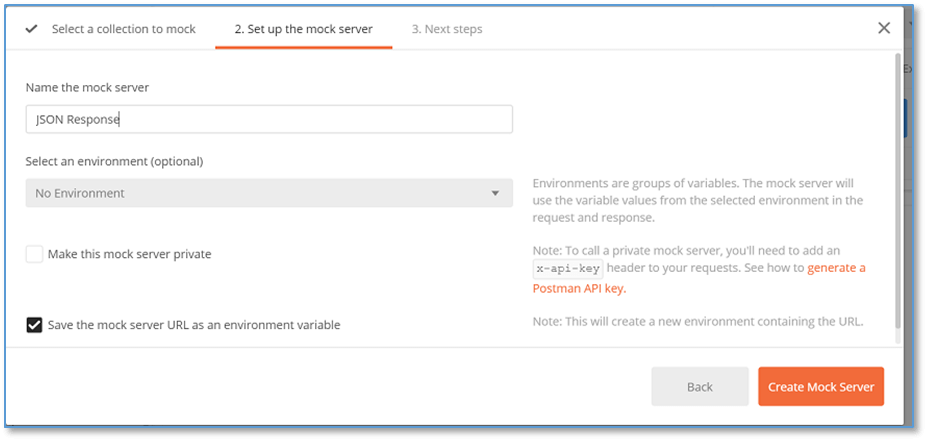 Select a collection to mock
2. Set up the mock server
3. Next steps
Name the mock server
JSON Response
Select an environment (optional)
No Environment
Environments are groups of variables. The mock server will
use the variable values from the selected environment in the
request and response.
Make this mock server private
Note: To call a private mock server, you'll need to add an
x-api-key header to your requests. See how to generate a
Postman API key.
Save the mock server URL as an environment variable
Note: This will create a new environment containing the URL.
Back
Create Mock Server